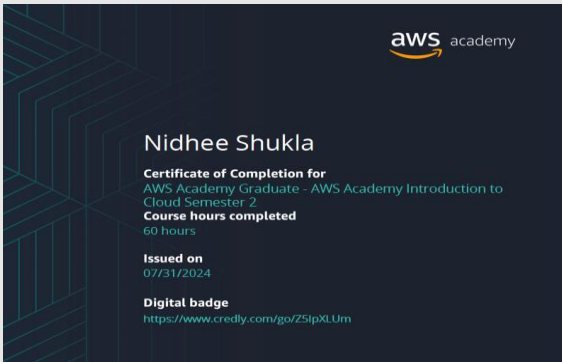 aws academy
Nidhee Shukla
Certificate of Completion for
AWS Academy Graduate - AWS Academy Introduction to
Cloud Semester 2
Course hours completed
60 hours
Issued on
07/31/2024
Digital badge
https://www.credly.com/go/Z5lpXLUm